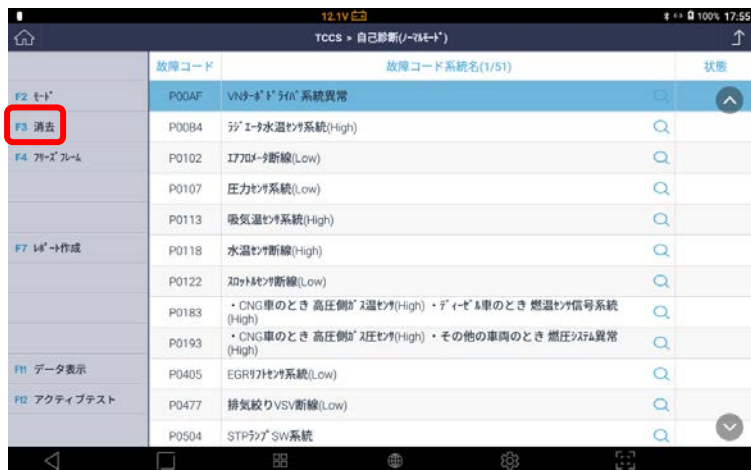 12.1V
100% 17:55
TCCS > 自己診断(ﾉｰﾏﾙﾓｰﾄﾞ)
故障コード 故障コード系統名(1/51) 状態
F2 ﾓｰﾄﾞ
P00AF VNﾀｰﾎﾞﾄﾞﾗｲﾊﾞ系統異常
F3 消去
P00B4 ﾗｼﾞｴｰﾀ水温ｾﾝｻ系統(High)
F4 ﾌﾘｰｽﾞﾌﾚｰﾑ
P0102 ｴｱﾌﾛﾒｰﾀ断線(Low)
P0107 圧力ｾﾝｻ系統(Low)
P0113 吸気温ｾﾝｻ系統(High)
F7 ﾚﾎﾟｰﾄ作成
P0118 水温ｾﾝｻ断線(High)
P0122 ｽﾛｯﾄﾙｾﾝｻ断線(Low)
P0183 ・CNG車のとき 高圧側ｶﾞｽ温ｾﾝｻ(High) ・ﾃﾞｨｰｾﾞﾙ車のとき 燃温ｾﾝｻ信号系統
(High)
P0193 ・CNG車のとき 高圧側ｶﾞｽ圧ｾﾝｻ(High) ・その他の車両のとき 燃圧ｼｽﾃﾑ異常
(High)
F11 データ表示
P0405 EGRﾘﾌﾄｾﾝｻ系統(Low)
F12 アクティブテスト
P0477 排気絞りVSV断線(Low)
P0504 STPﾗﾝﾌﾟSW系統